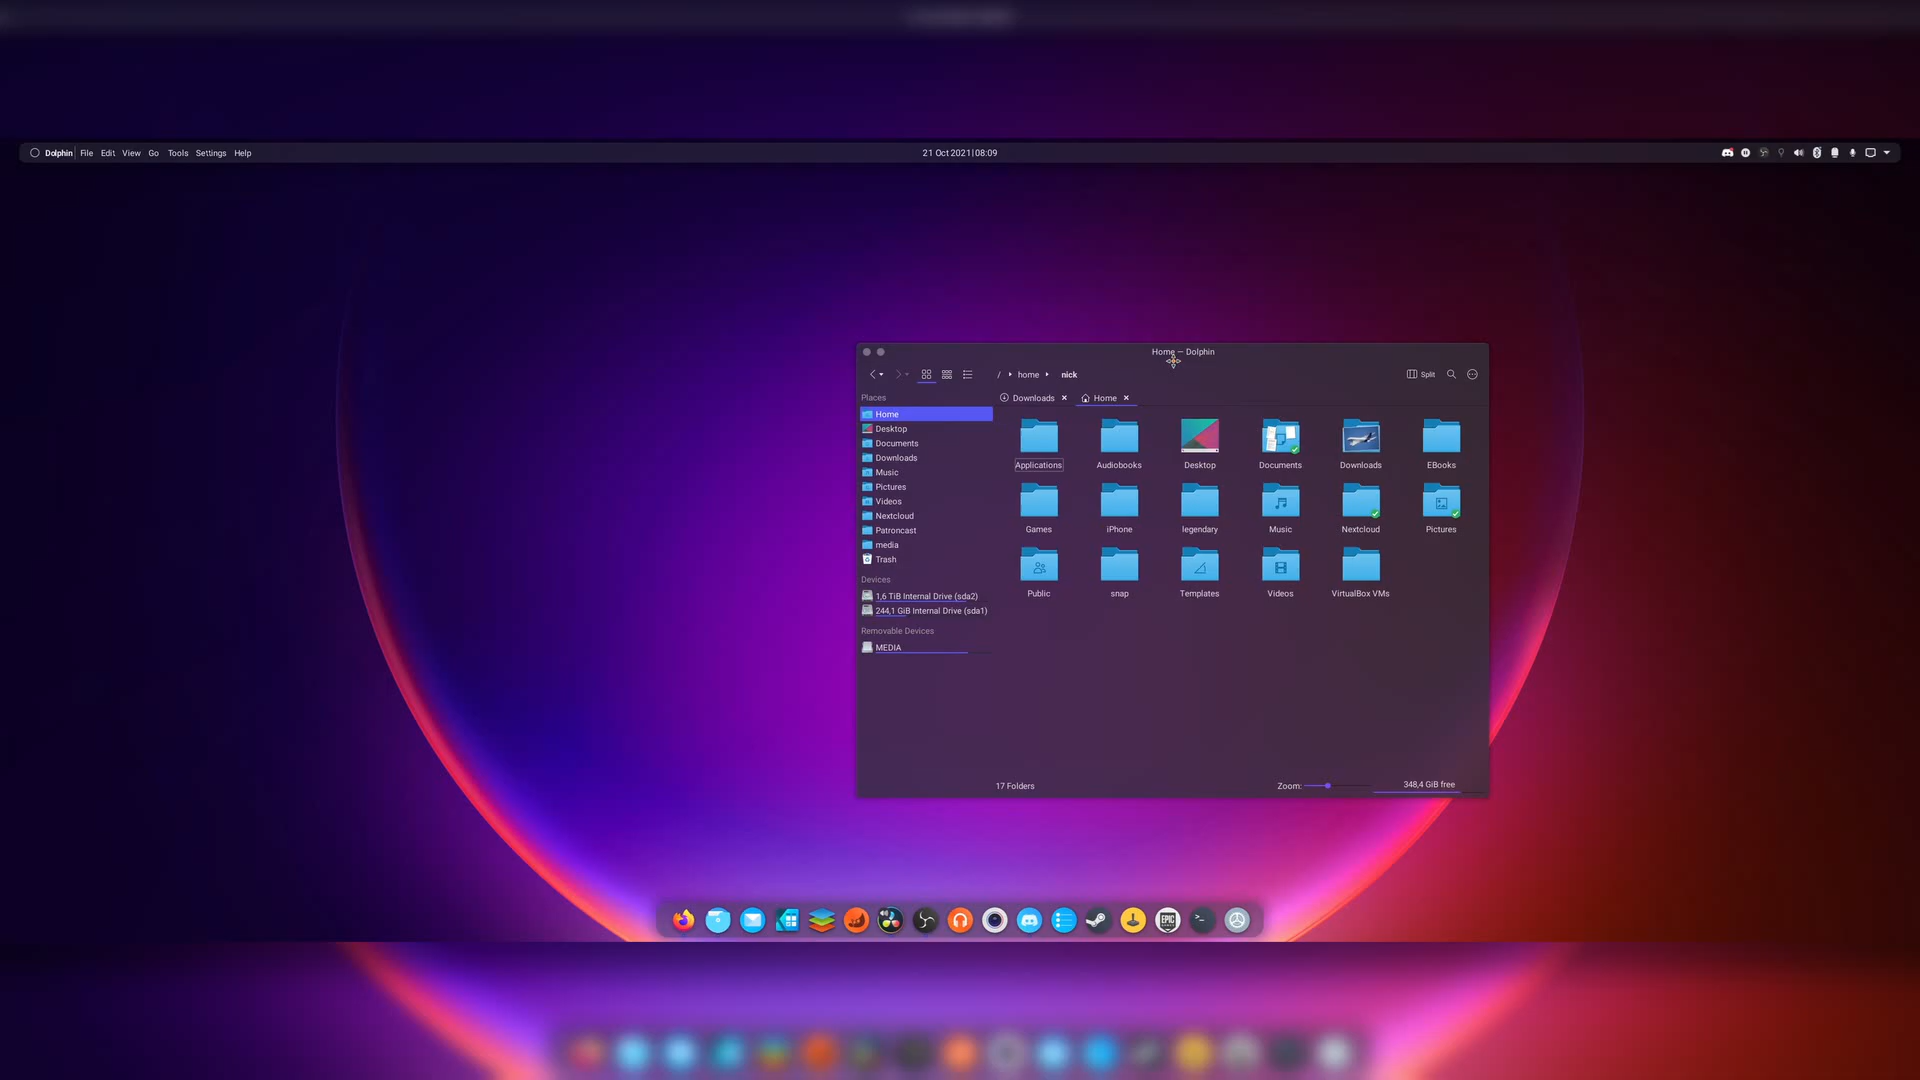 Dolphin File Edit View Go Tools Settings Help
21 Oct 2021|08:09
Home — Dolphin
/ home nick
Split
Places
Home
Desktop
Documents
Downloads
Music
Pictures
Videos
Nextcloud
Patroncast
media
Trash
Devices
1,6 TiB Internal Drive (sda2)
244,1 GiB Internal Drive (sda1)
Removable Devices
MEDIA
Downloads Home
Applications Audiobooks Desktop Documents Downloads EBooks
Games iPhone legendary Music Nextcloud Pictures
Public snap Templates Videos VirtualBox VMs
17 Folders
Zoom:
348,4 GiB free
EPIC